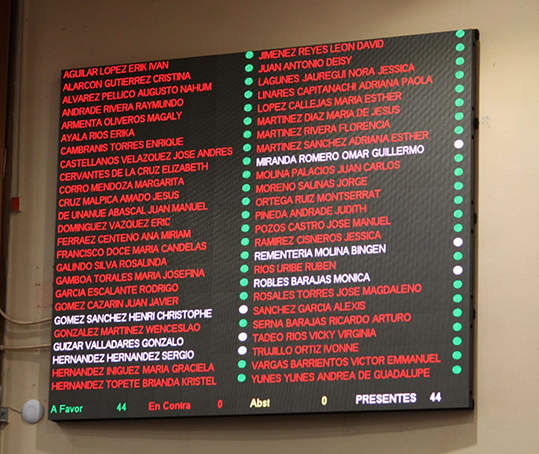 AGUILAR LOPEZ ERIK IVAN
ALARCON GUTIERREZ CRISTINA
ALVAREZ PELLICO AUGUSTO NAHUM
ANDRADE RIVERA RAYMUNDO
ARMENTA OLIVEROS MAGALY
AYALA RIOS ERIKA
CAMBRANIS TORRES ENRIQUE
CASTELLANOS VELAZQUEZ JOSE ANDRES
CERVANTES DE LA CRUZ ELIZABETH
CORRO MENDOZA MARGARITA
CRUZ MALPICA AMADO JESUS
DE UNANUE ABASCAL JUAN MANUEL
DOMINGUEZ VAZQUEZ ERIC
FERRAEZ CENTENO ANA MIRIAM
FRANCISCO DOCE MARIA CANDELAS
GALINDO SILVA ROSALINDA
GAMBOA TORALES MARIA JOSEFINA
GARCIA ESCALANTE RODRIGO
GOMEZ CAZARIN JUAN JAVIER
GOMEZ SANCHEZ HENRI CHRISTOPHE
GONZALEZ MARTINEZ WENCESLAO
GUIZAR VALLADARES GONZALO
HERNANDEZ HERNANDEZ SERGIO
HERNANDEZ IÑIGUEZ MARIA GRACIELA
HERNANDEZ TOPETE BRIANDA KRISTEL
JIMENEZ REYES LEON DAVID
JUAN ANTONIO DEISY
LAGUNES JAUREGUI NORA JESSICA
LINARES CAPITANACHI ADRIANA PAOLA
LOPEZ CALLEJAS MARIA ESTHER
MARTINEZ DIAZ MARIA DE JESUS
MARTINEZ RIVERA FLORENCIA
MARTINEZ SANCHEZ ADRIANA ESTHER
MIRANDA ROMERO OMAR GUILLERMO
MOLINA PALACIOS JUAN CARLOS
MORENO SALINAS JORGE
ORTEGA RUIZ MONTSERRAT
PINEDA ANDRADE JUDITH
POZOS CASTRO JOSE MANUEL
RAMIREZ CISNEROS JESSICA
REMENTERIA MOLINA BINGEN
RIOS URIBE RUBEN
ROBLES BARAJAS MONICA
ROSALES TORRES JOSE MAGDALENO
SANCHEZ GARCIA ALEXIS
SERNA BARAJAS RICARDO ARTURO
TADEO RIOS VICKY VIRGINIA
TRUJILLO ORTIZ IVONNE
VARGAS BARRIENTOS VICTOR EMMANUEL
YUNES YUNES ANDREA DE GUADALUPE
A Favor 44 En Contra 0 Abst 0 PRESENTES 44